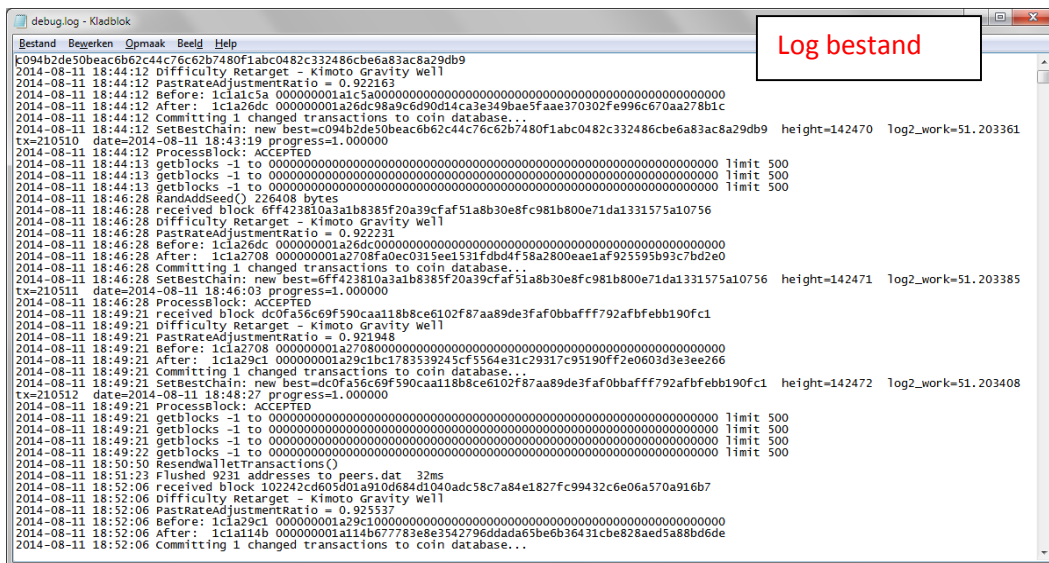 debug.log - Kladblok
Bestand Bewerken Opmaak Beeld Help
Log bestand
c094b2de50beac6b62c44c76c62b7480f1abc0482c332486cbe6a83ac8a29db9
2014-08-11 18:44:12 Difficulty Retarget - Kimoto Gravity Well
2014-08-11 18:44:12 PastRateAdjustmentRatio = 0.922163
2014-08-11 18:44:12 Before: 1c1a1c5a 000000001a1c5a00000000000000000000000000000000000000000000000000
2014-08-11 18:44:12 After:  1c1a26dc 000000001a26dc98a9c6d90d14ca3e349bae5faae370302fe996c670aa278b1c
2014-08-11 18:44:12 Committing 1 changed transactions to coin database...
2014-08-11 18:44:12 SetBestChain: new best=c094b2de50beac6b62c44c76c62b7480f1abc0482c332486cbe6a83ac8a29db9  height=142470  log2_work=51.203361
tx=210510  date=2014-08-11 18:43:19 progress=1.000000
2014-08-11 18:44:12 ProcessBlock: ACCEPTED
2014-08-11 18:44:13 getblocks -1 to 0000000000000000000000000000000000000000000000000000000000000000 limit 500
2014-08-11 18:44:13 getblocks -1 to 0000000000000000000000000000000000000000000000000000000000000000 limit 500
2014-08-11 18:44:13 getblocks -1 to 0000000000000000000000000000000000000000000000000000000000000000 limit 500
2014-08-11 18:46:28 RandAddSeed() 226408 bytes
2014-08-11 18:46:28 received block 6ff423810a3a1b8385f20a39cfaf51a8b30e8fc981b800e71da1331575a10756
2014-08-11 18:46:28 Difficulty Retarget - Kimoto Gravity Well
2014-08-11 18:46:28 PastRateAdjustmentRatio = 0.922231
2014-08-11 18:46:28 Before: 1c1a26dc 000000001a26dc00000000000000000000000000000000000000000000000000
2014-08-11 18:46:28 After:  1c1a2708 000000001a2708fa0ec0315ee1531fdbd4f58a2800eae1af925595b93c7bd2e0
2014-08-11 18:46:28 Committing 1 changed transactions to coin database...
2014-08-11 18:46:28 SetBestChain: new best=6ff423810a3a1b8385f20a39cfaf51a8b30e8fc981b800e71da1331575a10756  height=142471  log2_work=51.203385
tx=210511  date=2014-08-11 18:46:03 progress=1.000000
2014-08-11 18:46:28 ProcessBlock: ACCEPTED
2014-08-11 18:49:21 received block dc0fa56c69f590caa118b8ce6102f87aa89de3faf0bbafff792afbfebb190fc1
2014-08-11 18:49:21 Difficulty Retarget - Kimoto Gravity Well
2014-08-11 18:49:21 PastRateAdjustmentRatio = 0.921948
2014-08-11 18:49:21 Before: 1c1a2708 000000001a270800000000000000000000000000000000000000000000000000
2014-08-11 18:49:21 After:  1c1a29c1 000000001a29c1bc1783539245cf5564e31c29317c95190ff2e0603d3e3ee266
2014-08-11 18:49:21 Committing 1 changed transactions to coin database...
2014-08-11 18:49:21 SetBestChain: new best=dc0fa56c69f590caa118b8ce6102f87aa89de3faf0bbafff792afbfebb190fc1  height=142472  log2_work=51.203408
tx=210512  date=2014-08-11 18:48:27 progress=1.000000
2014-08-11 18:49:21 ProcessBlock: ACCEPTED
2014-08-11 18:49:21 getblocks -1 to 0000000000000000000000000000000000000000000000000000000000000000 limit 500
2014-08-11 18:49:21 getblocks -1 to 0000000000000000000000000000000000000000000000000000000000000000 limit 500
2014-08-11 18:49:21 getblocks -1 to 0000000000000000000000000000000000000000000000000000000000000000 limit 500
2014-08-11 18:49:22 getblocks -1 to 0000000000000000000000000000000000000000000000000000000000000000 limit 500
2014-08-11 18:50:50 ResendWalletTransactions()
2014-08-11 18:51:23 Flushed 9231 addresses to peers.dat  32ms
2014-08-11 18:52:06 received block 102242cd605d01a910d684d1040adc58c7a84e1827fc99432c6e06a570a916b7
2014-08-11 18:52:06 Difficulty Retarget - Kimoto Gravity Well
2014-08-11 18:52:06 PastRateAdjustmentRatio = 0.925537
2014-08-11 18:52:06 Before: 1c1a29c1 000000001a29c100000000000000000000000000000000000000000000000000
2014-08-11 18:52:06 After:  1c1a114b 000000001a114b677783e8e3542796ddada65be6b36431cbe828aed5a88bd6de
2014-08-11 18:52:06 Committing 1 changed transactions to coin database...